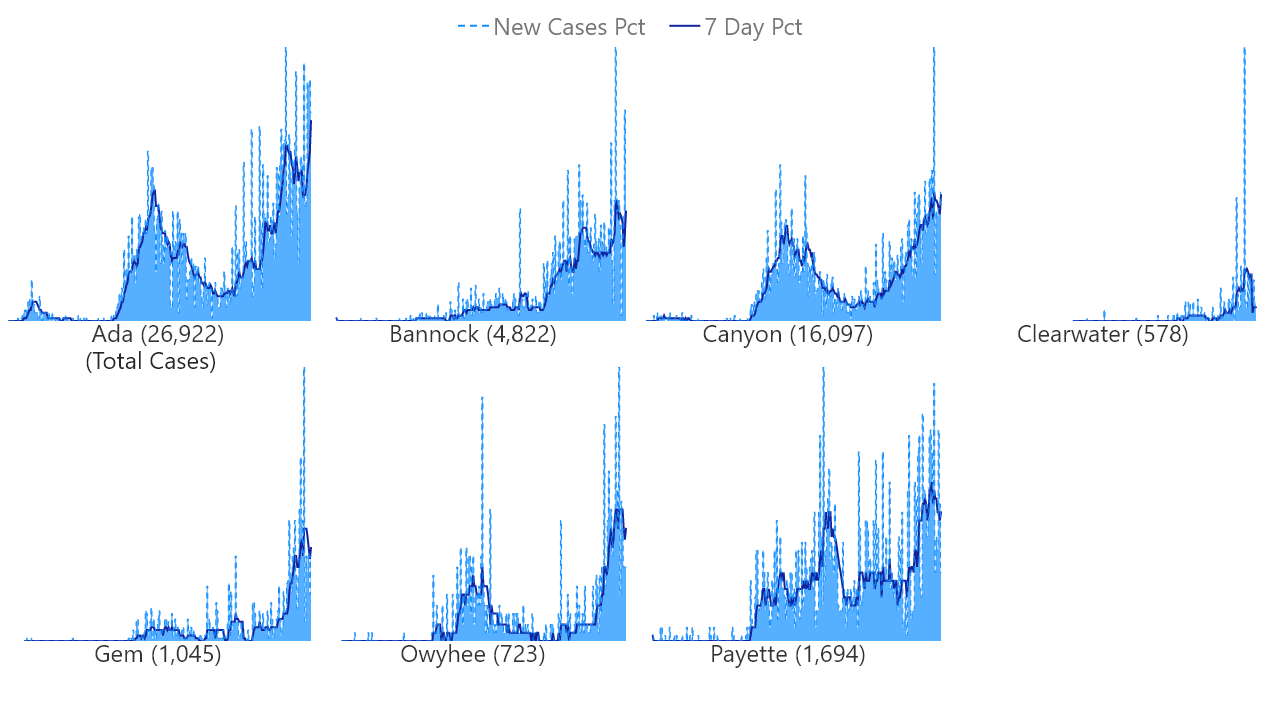 New Cases Pct 7 Day Pct
Ada (26,922) Bannock (4,822) Canyon (16,097) Clearwater (578)
(Total Cases)
Gem (1,045) Owyhee (723) Payette (1,694)